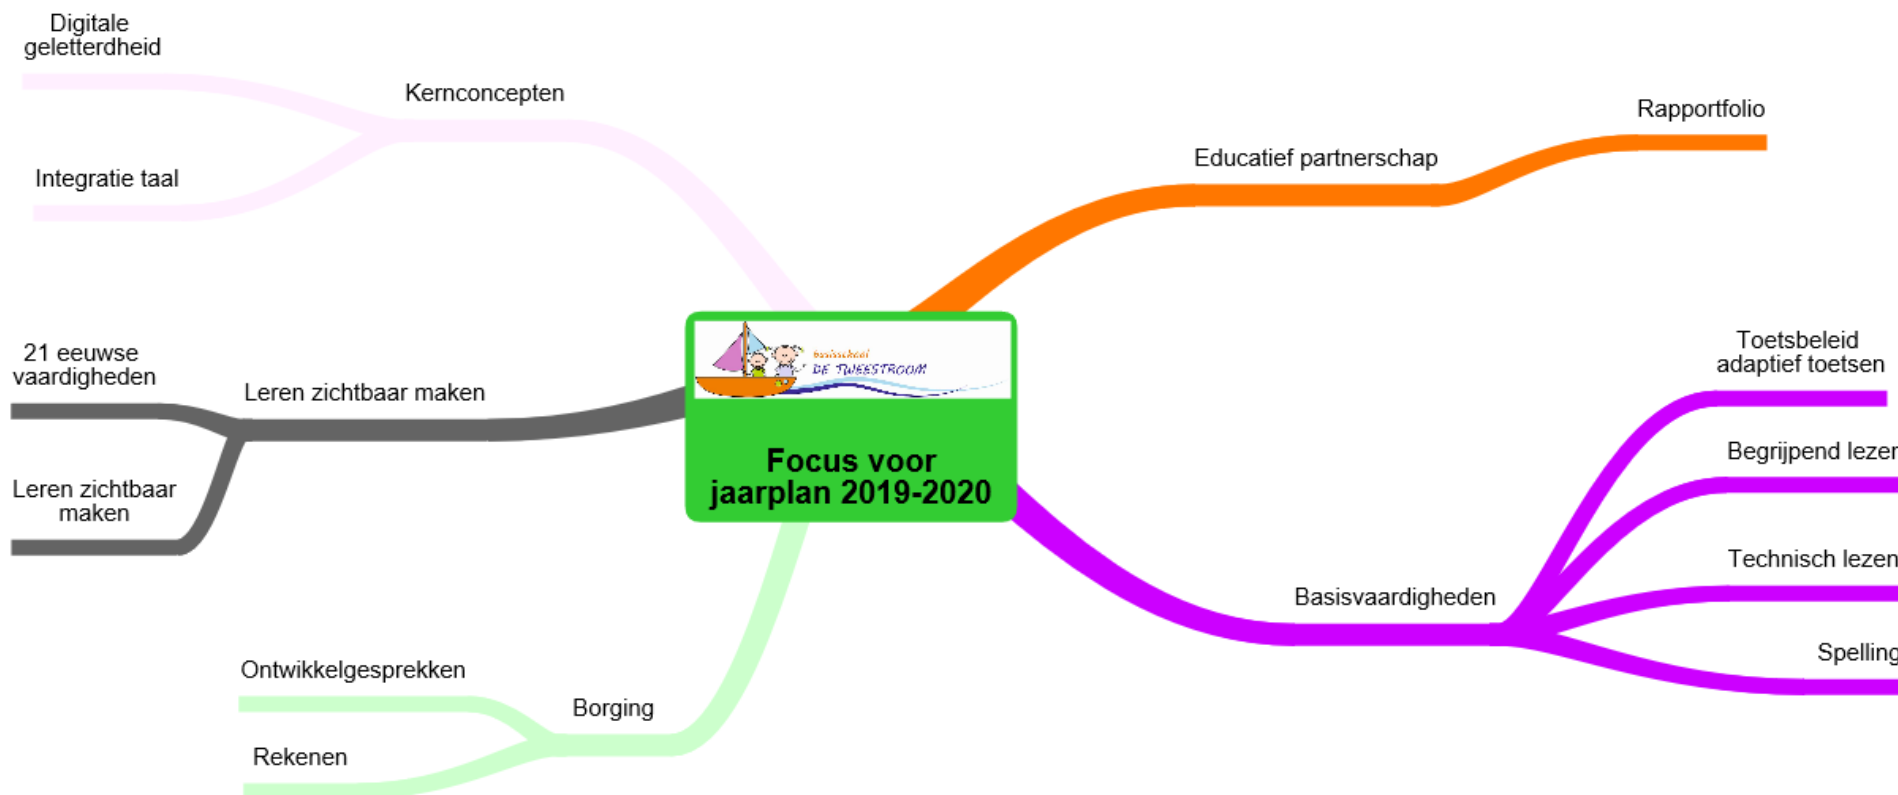 Digitale
geletterdheid
Kernconcepten
Integratie taal
Rapportfolio
Educatief partnerschap
21 eeuwse
vaardigheden
Leren zichtbaar maken
Leren zichtbaar
maken
basisschool
DE TWEESTROOM
Focus voor
jaarplan 2019-2020
Toetsbeleid
adaptief toetsen
Begrijpend lezen
Technisch lezen
Basisvaardigheden
Spelling
Ontwikkelgesprekken
Borging
Rekenen